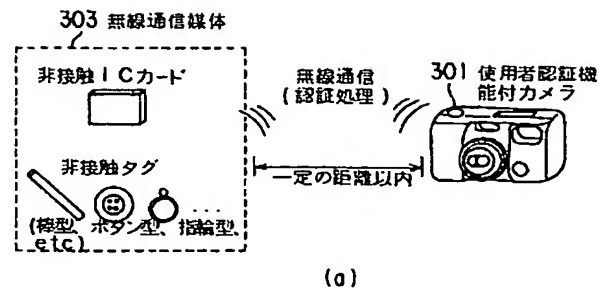 303 無線通信媒体
非接触ICカード
非接触タグ
(棒型、ボタン型、指輪型、
etc)
無線通信
(認証処理)
一定の距離以内
301 使用者認証機
能付カメラ
(a)